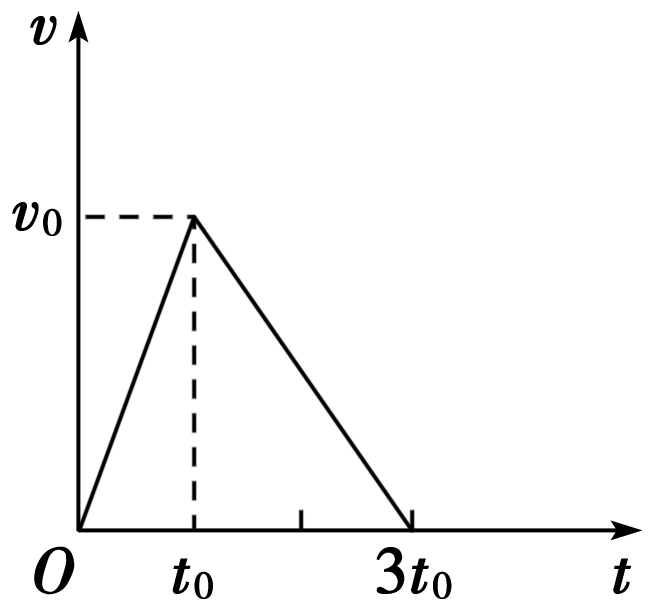 v
v₀
O t₀ 3t₀ t